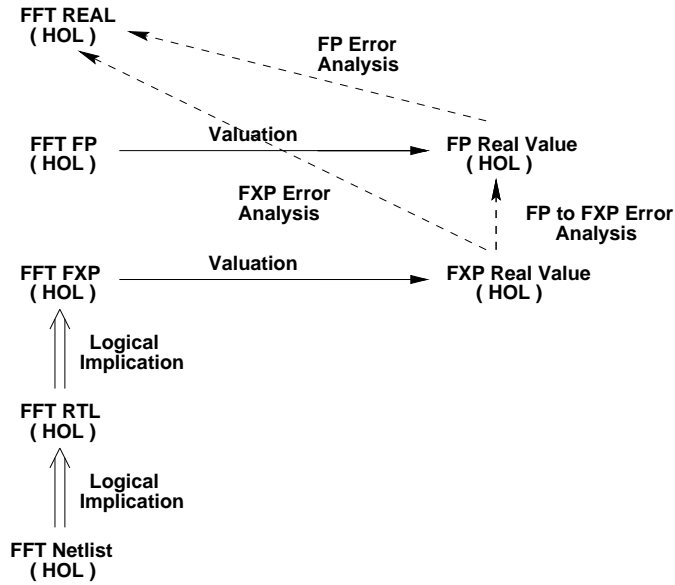 FFT REAL
( HOL )
FP Error
Analysis
FFT FP
( HOL )
Valuation
FP Real Value
( HOL )
FXP Error
Analysis
FP to FXP Error
Analysis
FFT FXP
( HOL )
Valuation
FXP Real Value
( HOL )
Logical
Implication
FFT RTL
( HOL )
Logical
Implication
FFT Netlist
( HOL )